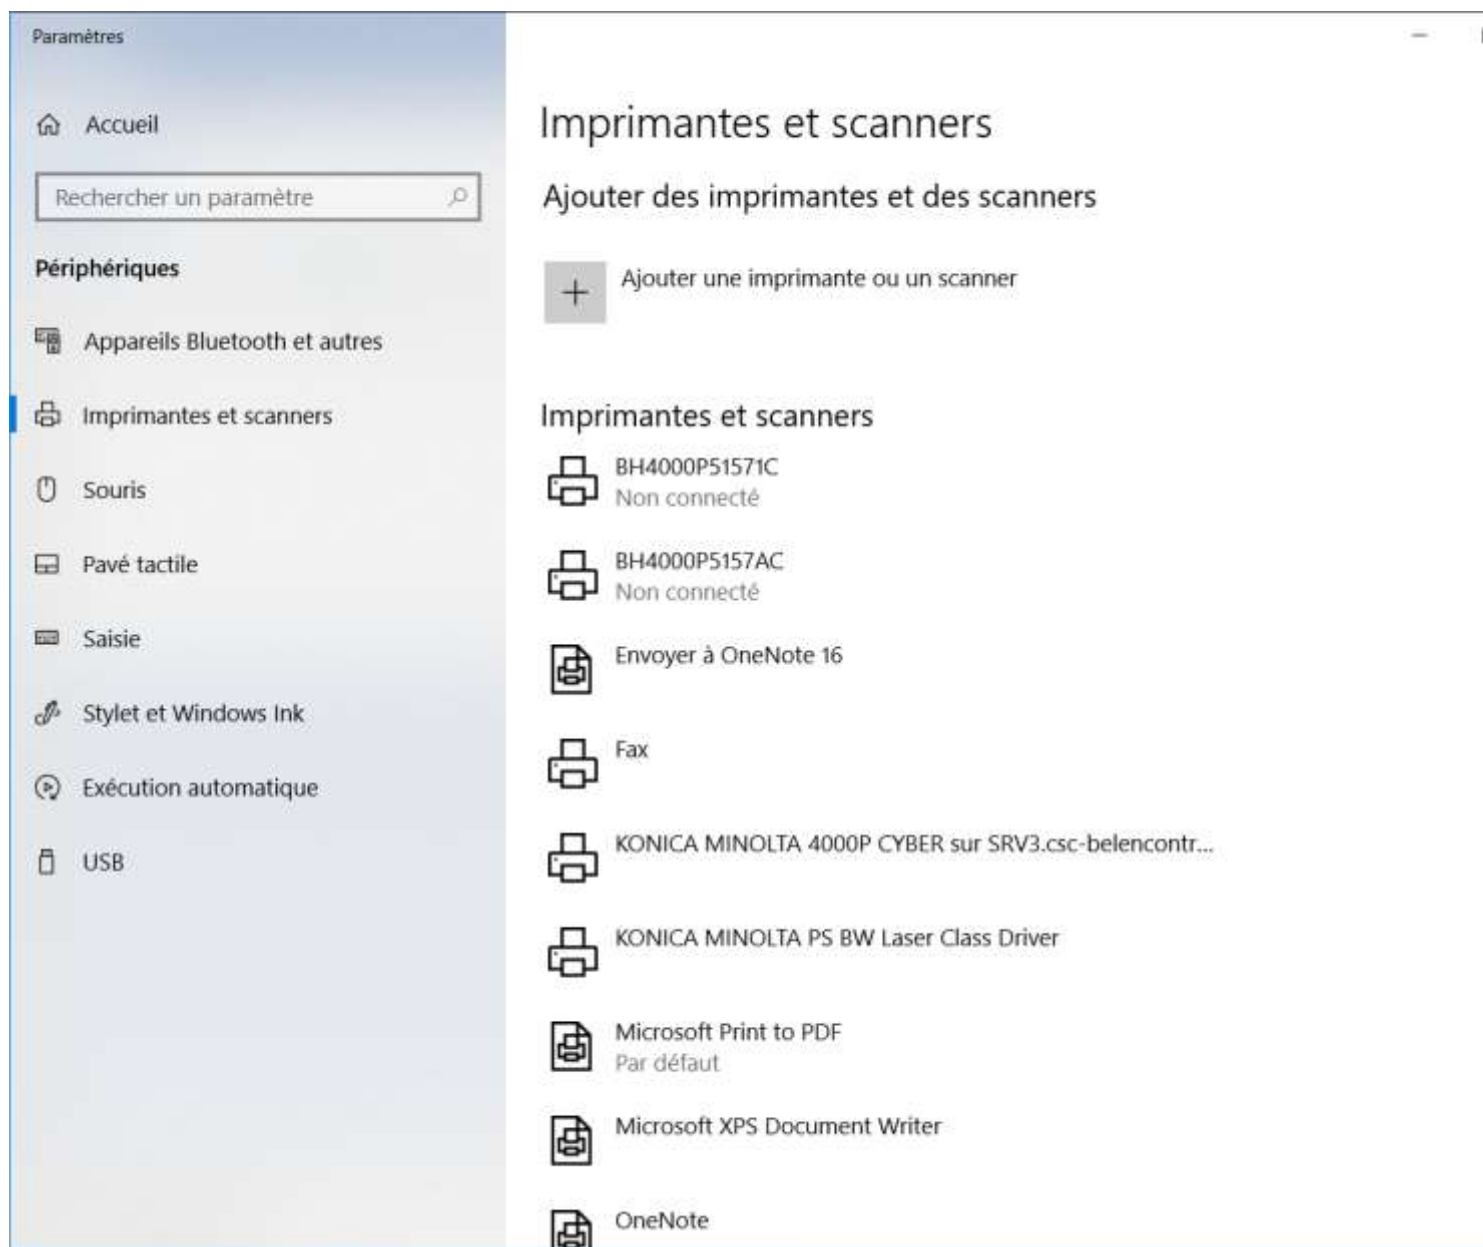 Paramètres
Accueil
Rechercher un paramètre
Périphériques
Appareils Bluetooth et autres
Imprimantes et scanners
Souris
Pavé tactile
Saisie
Stylet et Windows Ink
Exécution automatique
USB
Imprimantes et scanners
Ajouter des imprimantes et des scanners
Ajouter une imprimante ou un scanner
Imprimantes et scanners
BH4000P51571C
Non connecté
BH4000P5157AC
Non connecté
Envoyer à OneNote 16
Fax
KONICA MINOLTA 4000P CYBER sur SRV3.csc-belencontr...
KONICA MINOLTA PS BW Laser Class Driver
Microsoft Print to PDF
Par défaut
Microsoft XPS Document Writer
OneNote